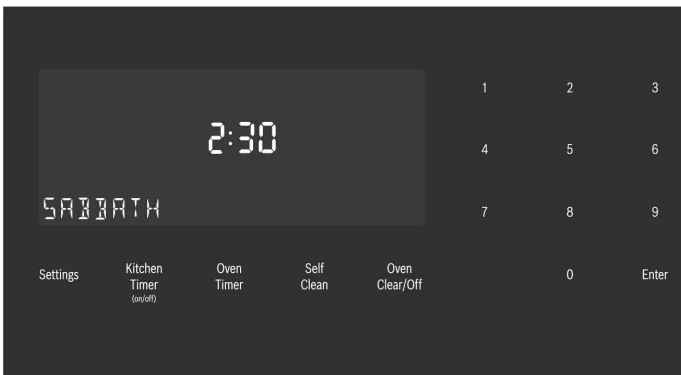 1 2 3
2:30
4 5 6
SABBATH
7 8 9
Settings Kitchen Timer (on/off) Oven Timer Self Clean Oven Clear/Off 0 Enter